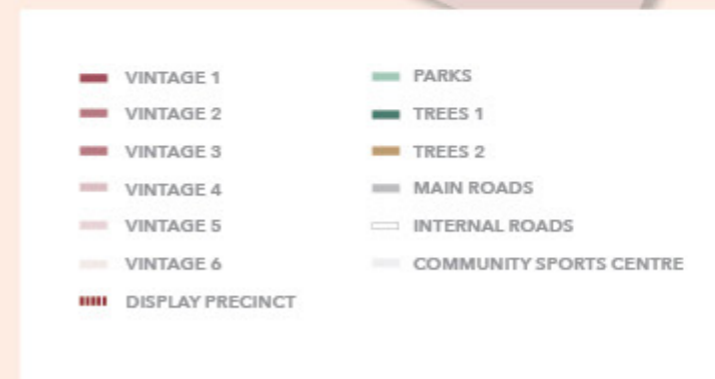 VINTAGE 1
VINTAGE 2
VINTAGE 3
VINTAGE 4
VINTAGE 5
VINTAGE 6
DISPLAY PRECINCT
PARKS
TREES 1
TREES 2
MAIN ROADS
INTERNAL ROADS
COMMUNITY SPORTS CENTRE